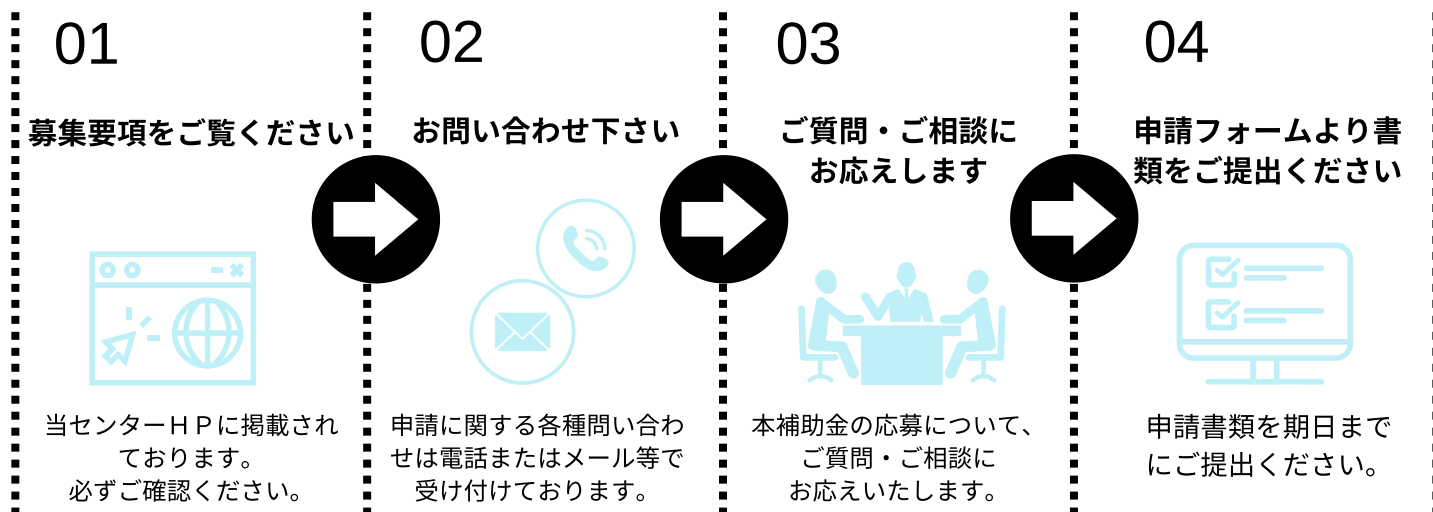 01
募集要項をご覧ください
当センターＨＰに掲載され
ております。
必ずご確認ください。
02
お問い合わせ下さい
申請に関する各種問い合わ
せは電話またはメール等で
受け付けております。
03
ご質問・ご相談に
お応えします
本補助金の応募について、
ご質問・ご相談に
お応えいたします。
04
申請フォームより書
類をご提出ください
申請書類を期日まで
にご提出ください。